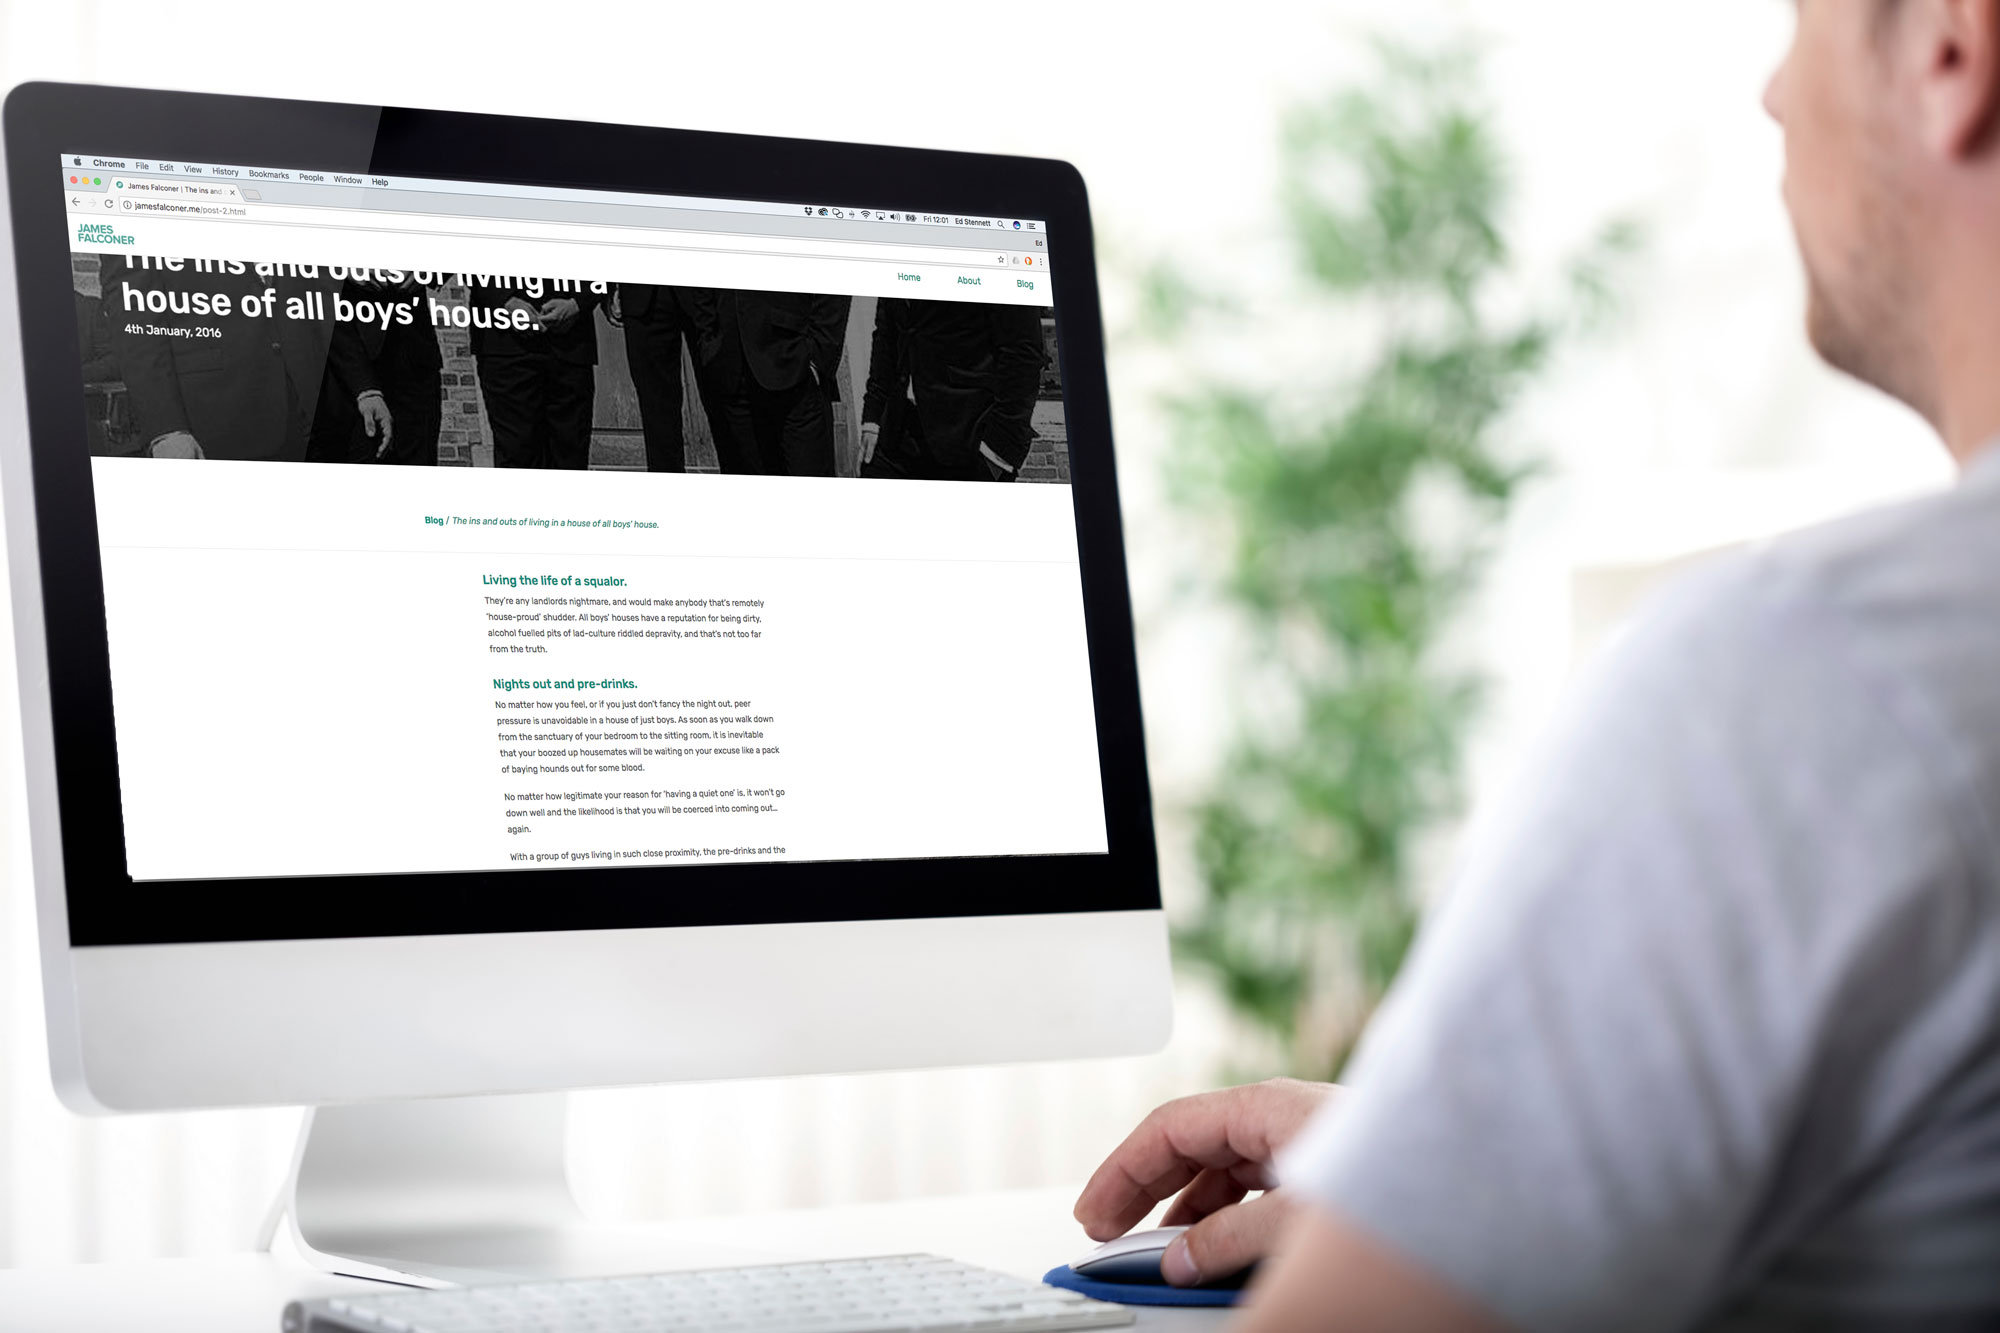 Chrome File Edit View History Bookmarks People Window Help
Fri 12:01 Ed Stennett
James Falconer | The ins and
Ed
jamesfalconer.me/post-2.html
JAMES
FALCONER
Home About Blog
The ins and outs of living in a
house of all boys' house.
4th January, 2016
Blog / The ins and outs of living in a house of all boys' house.
Living the life of a squalor.
They're any landlords nightmare, and would make anybody that's remotely
'house-proud' shudder. All boys' houses have a reputation for being dirty,
alcohol fuelled pits of lad-culture riddled depravity, and that's not too far
from the truth.
Nights out and pre-drinks.
No matter how you feel, or if you just don't fancy the night out, peer
pressure is unavoidable in a house of just boys. As soon as you walk down
from the sanctuary of your bedroom to the sitting room, it is inevitable
that your boozed up housemates will be waiting on your excuse like a pack
of baying hounds out for some blood.
No matter how legitimate your reason for 'having a quiet one' is, it won't go
down well and the likelihood is that you will be coerced into coming out...
again.
With a group of guys living in such close proximity, the pre-drinks and the